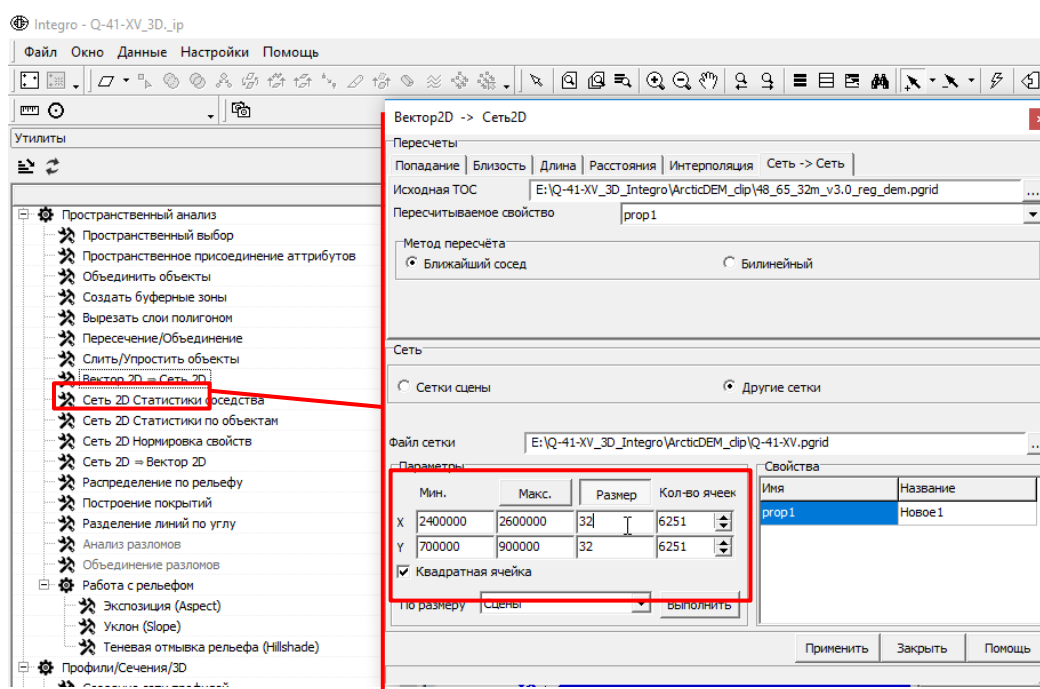 Integro - Q-41-XV_3D._ip
Файл Окно Данные Настройки Помощь
Утилиты
Пространственный анализ
Пространственный выбор
Пространственное присоединение аттрибутов
Объединить объекты
Создать буферные зоны
Вырезать слои полигоном
Пересечение/Объединение
Слить/Упростить объекты
Вектор 2D ⇒ Сеть 2D
Сеть 2D Статистики соседства
Сеть 2D Статистики по объектам
Сеть 2D Нормировка свойств
Сеть 2D ⇒ Вектор 2D
Распределение по рельефу
Построение покрытий
Разделение линий по углу
Анализ разломов
Объединение разломов
Работа с рельефом
Экспозиция (Aspect)
Уклон (Slope)
Теневая отмывка рельефа (Hillshade)
Профили/Сечения/3D
Вектор2D -> Сеть2D
Пересчеты
Попадание Близость Длина Расстояния Интерполяция Сеть -> Сеть
Исходная ТОС E:\Q-41-XV_3D_Integro\ArcticDEM_clip\48_65_32m_v3.0_reg_dem.pgrid ...
Пересчитываемое свойство prop1
Метод пересчёта
Ближайший сосед Билинейный
Сеть
Сетки сцены Другие сетки
Файл сетки E:\Q-41-XV_3D_Integro\ArcticDEM_clip\Q-41-XV.pgrid ...
Параметры
Мин. Макс. Размер Кол-во ячеек
X 2400000 2600000 32 6251
Y 700000 900000 32 6251
Квадратная ячейка
По размеру Сцены Выполнить
Свойства
Имя Название
prop1 Новое1
Применить Закрыть Помощь